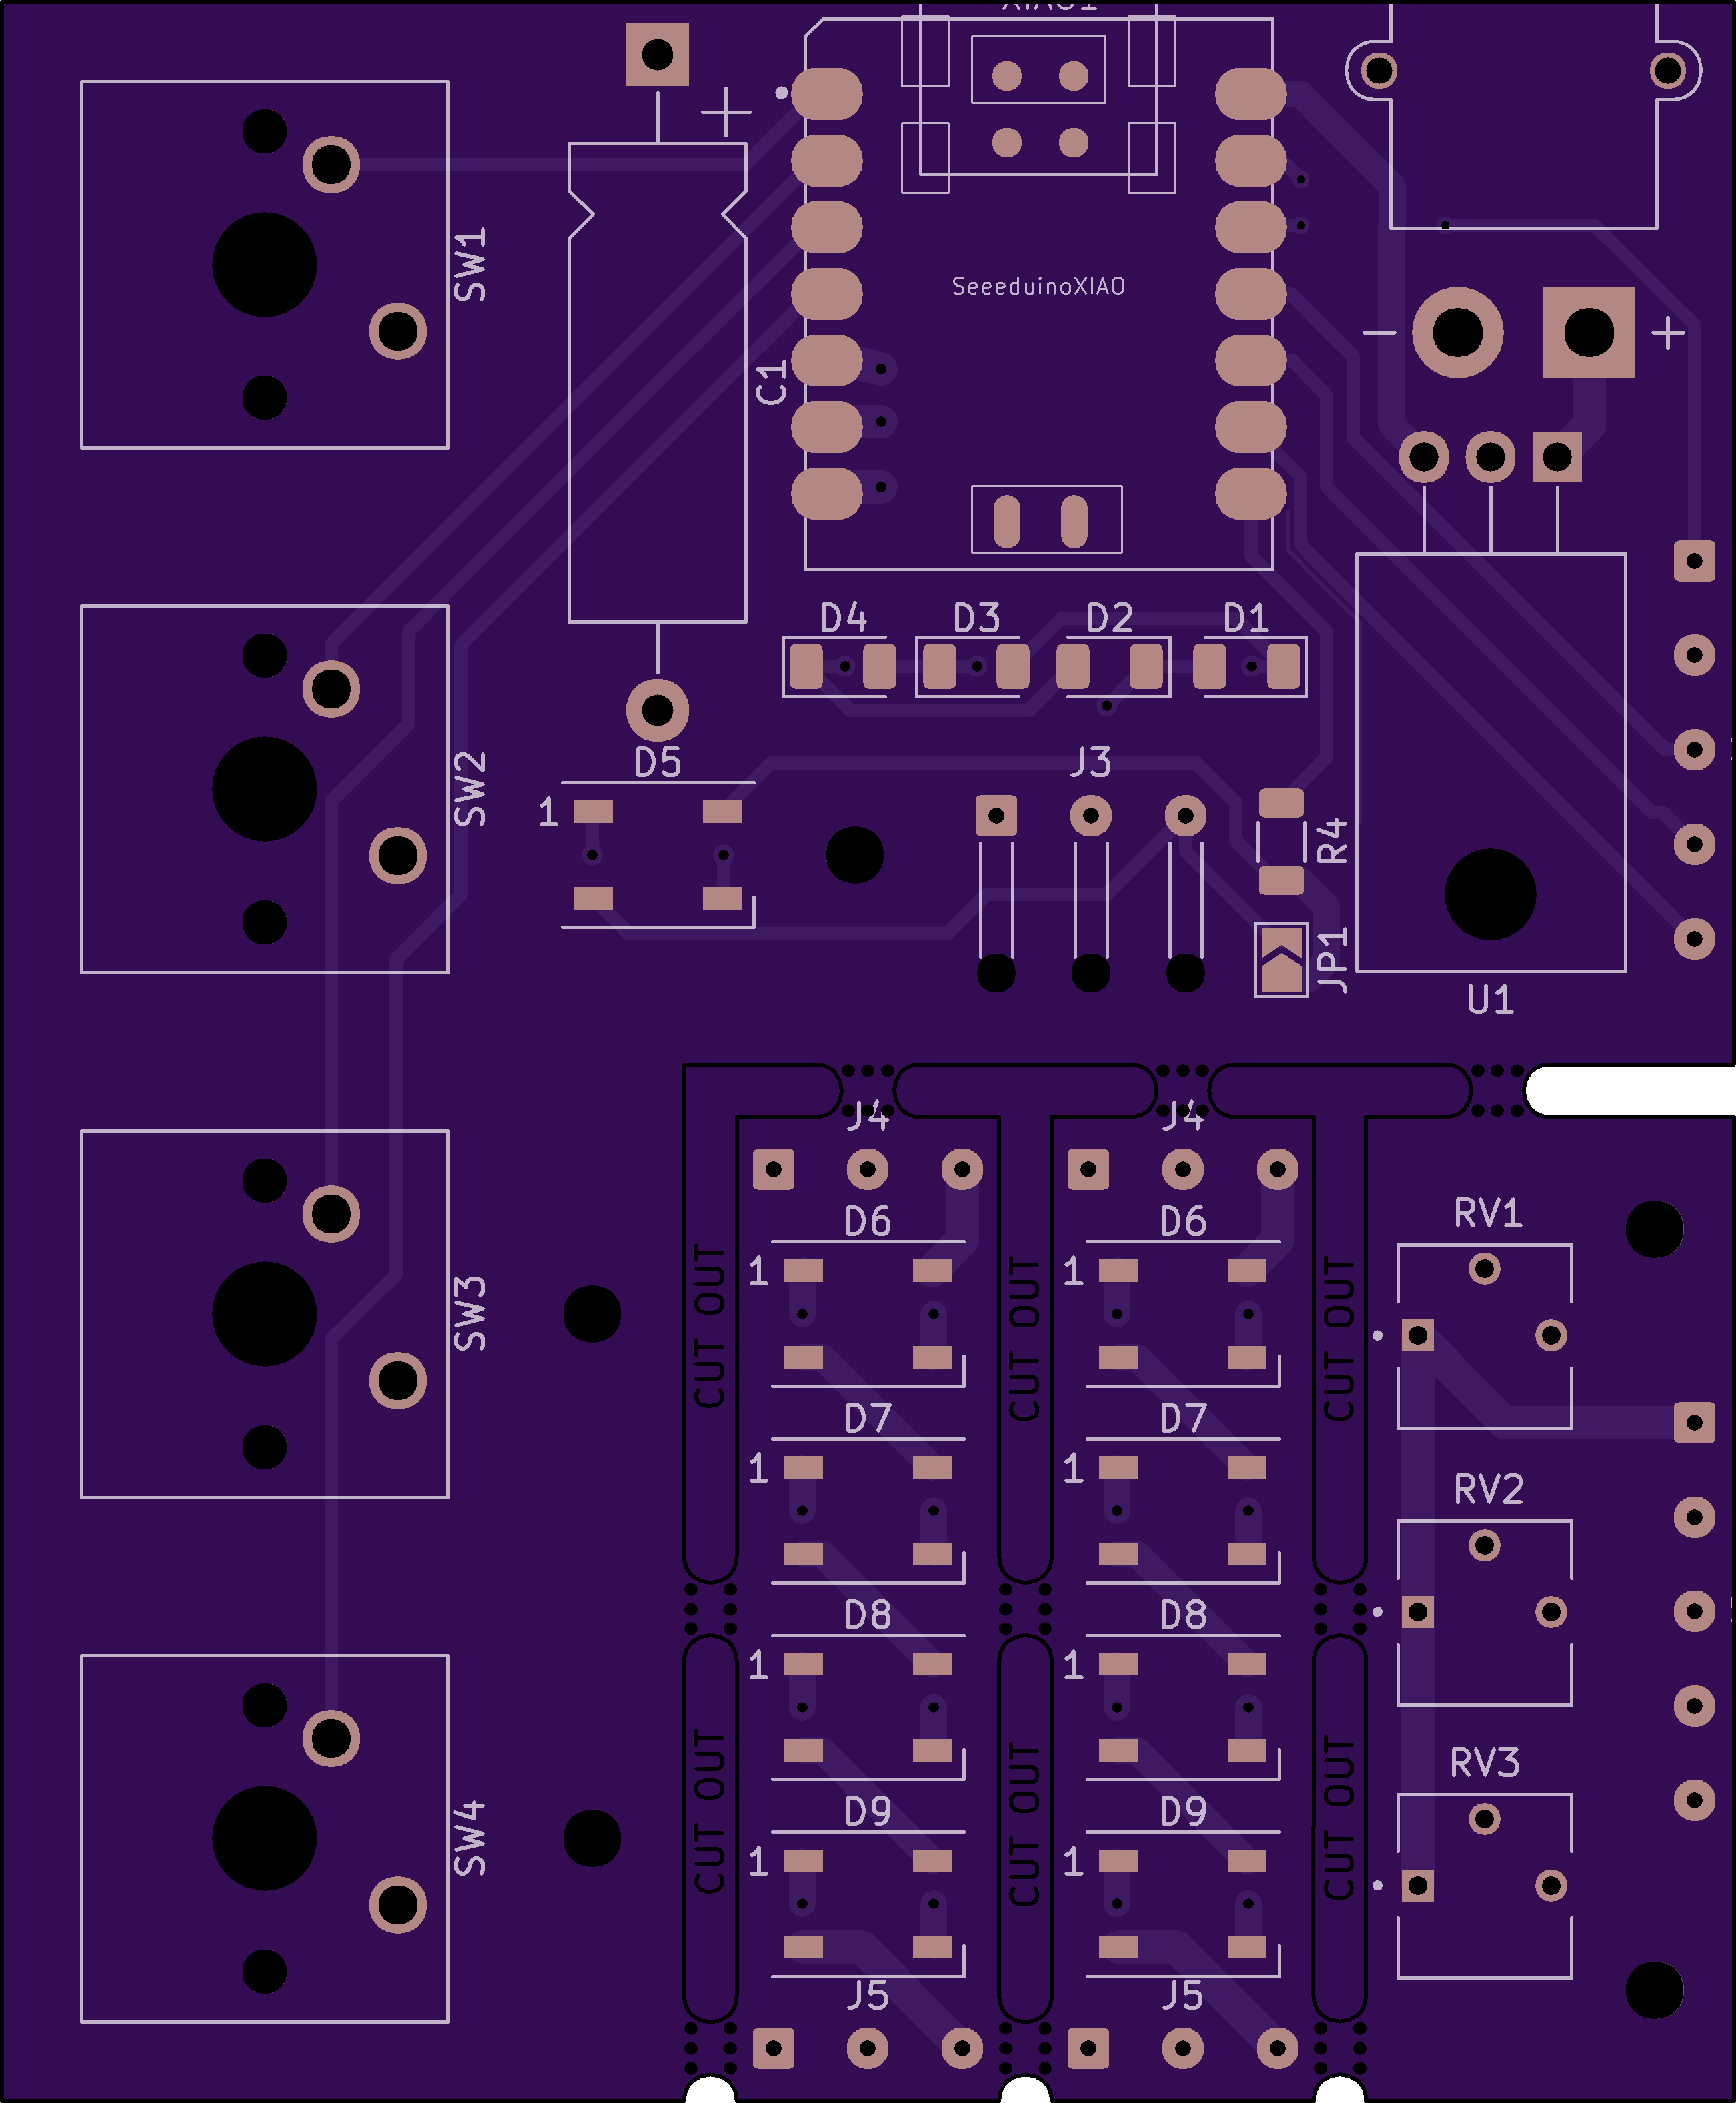 XIAO1
SeeeduinoXIAO
SW1
+
C1
-
+
D4
D3
D2
D1
SW2
D5
1
J3
R4
JP1
U1
J4
J4
SW3
CUT OUT
D6
1
CUT OUT
D6
1
CUT OUT
RV1
D7
1
D7
1
RV2
D8
1
D8
1
SW4
CUT OUT
D9
1
CUT OUT
D9
1
CUT OUT
RV3
J5
J5